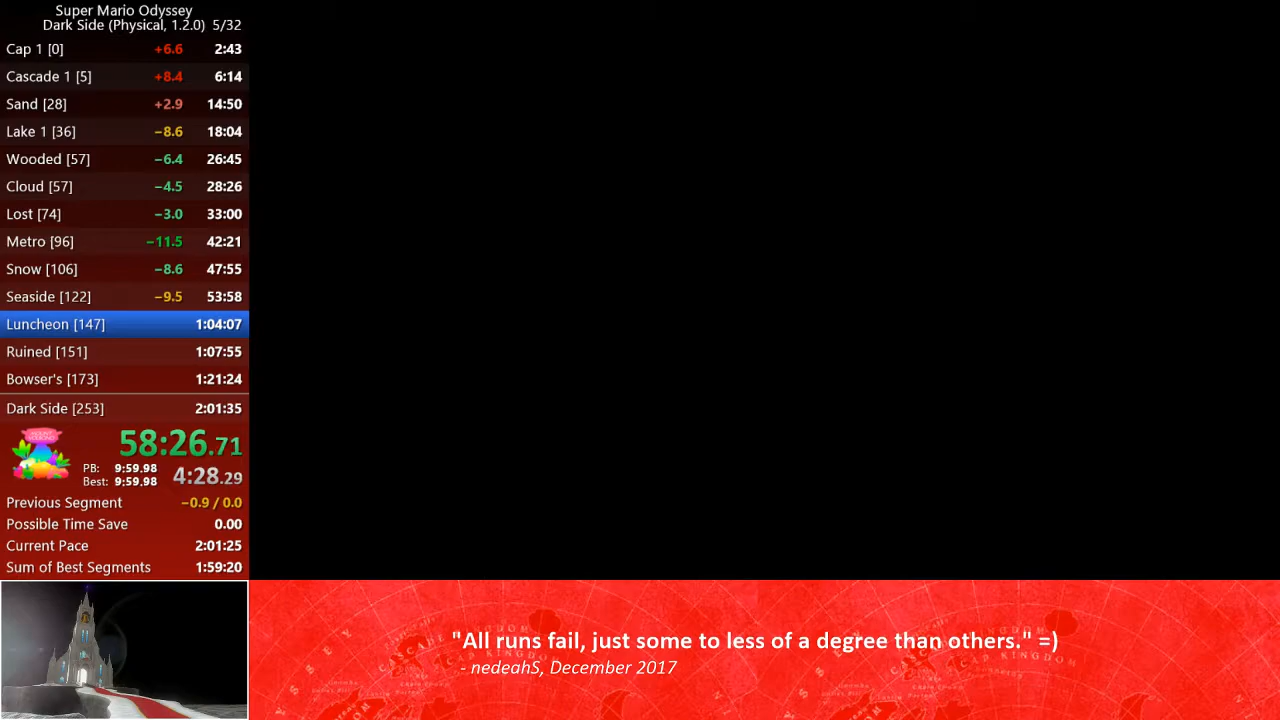 Super Mario Odyssey
Dark Side (Physical, 1.2.0) 5/32
Cap 1 [0] +6.6 2:43
Cascade 1 [5] +8.4 6:14
Sand [28] +2.9 14:50
Lake 1 [36] −8.6 18:04
Wooded [57] −6.4 26:45
Cloud [57] −4.5 28:26
Lost [74] −3.0 33:00
Metro [96] −11.5 42:21
Snow [106] −8.6 47:55
Seaside [122] −9.5 53:58
Luncheon [147] 1:04:07
Ruined [151] 1:07:55
Bowser's [173] 1:21:24
Dark Side [253] 2:01:35
58:26.71
PB: 9:59.98 4:28.29
Best: 9:59.98
Previous Segment −0.9 / 0.0
Possible Time Save 0.00
Current Pace 2:01:25
Sum of Best Segments 1:59:20
"All runs fail, just some to less of a degree than others." =)
- nedeahS, December 2017